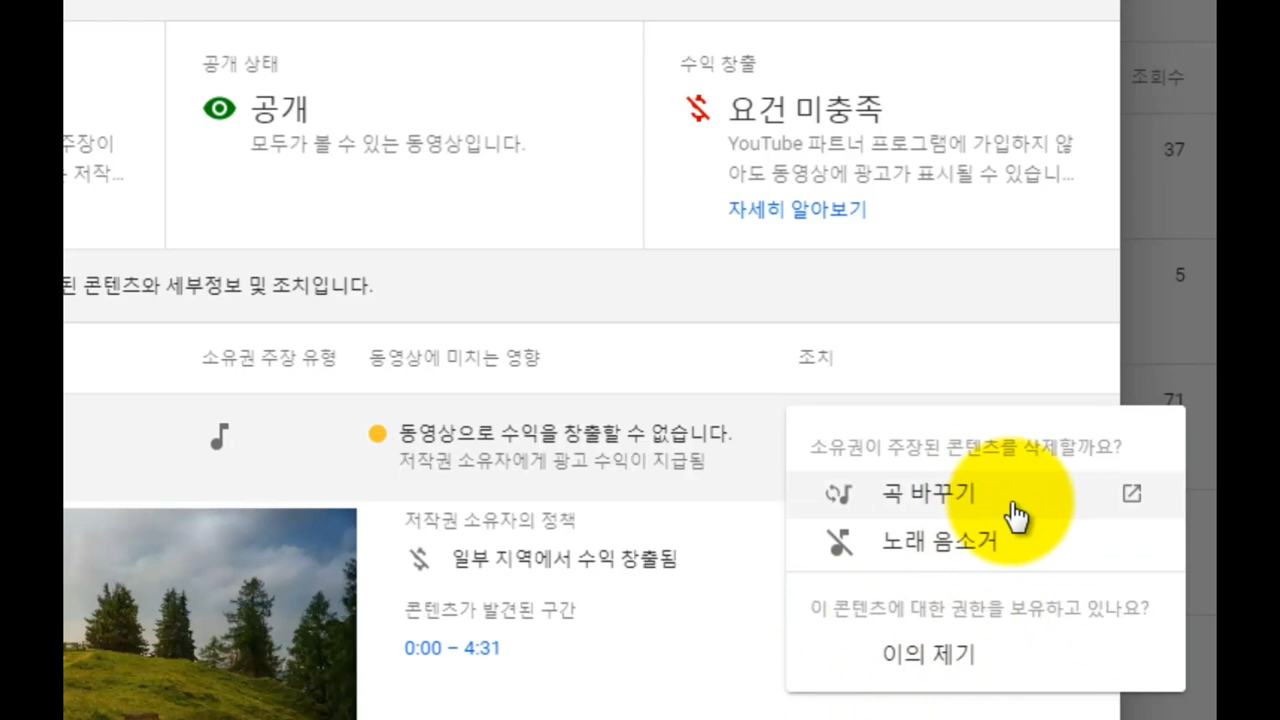 공개 상태
수익 창출
조회수
공개
요건 미충족
주장이
모두가 볼 수 있는 동영상입니다.
YouTube 파트너 프로그램에 가입하지 않
37
저작...
아도 동영상에 광고가 표시될 수 있습니...
자세히 알아보기
5
된 콘텐츠와 세부정보 및 조치입니다.
소유권 주장 유형
동영상에 미치는 영향
조치
71
동영상으로 수익을 창출할 수 없습니다.
저작권 소유자에게 광고 수익이 지급됨
소유권이 주장된 콘텐츠를 삭제할까요?
곡 바꾸기
노래 음소거
저작권 소유자의 정책
일부 지역에서 수익 창출됨
콘텐츠가 발견된 구간
0:00 – 4:31
이 콘텐츠에 대한 권한을 보유하고 있나요?
이의 제기